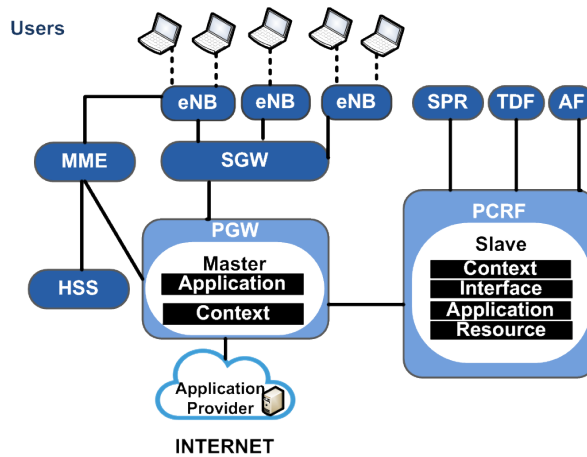 Users
eNB
eNB
eNB
SPR
TDF
AF
MME
SGW
PGW
Master
Application
Context
HSS
PCRF
Slave
Context
Interface
Application
Resource
Application
Provider
INTERNET